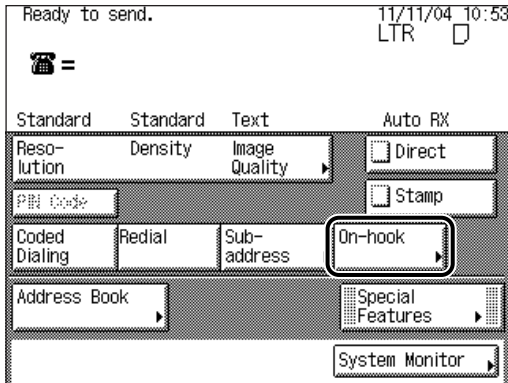 Ready to send. 11/11/04 10:53
LTR
=
Standard Standard Text Auto RX
Reso-
lution
Density
Image
Quality
Direct
PIN Code
Stamp
Coded
Dialing
Redial
Sub-
address
On-hook
Address Book
Special
Features
System Monitor